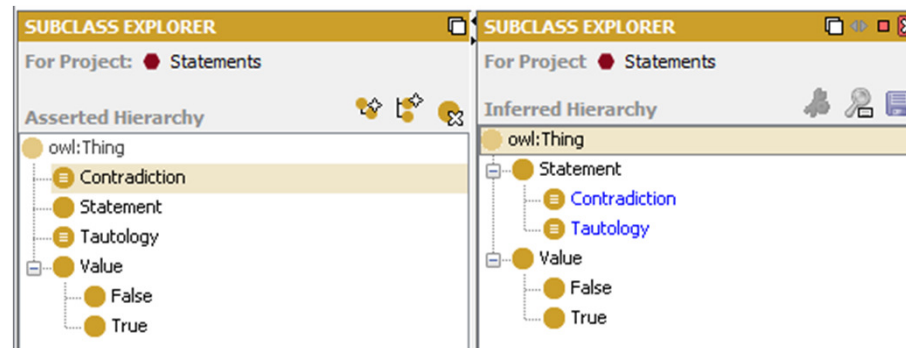 SUBCLASS EXPLORER
For Project: Statements
Asserted Hierarchy
owl:Thing
Contradiction
Statement
Tautology
Value
False
True
SUBCLASS EXPLORER
For Project Statements
Inferred Hierarchy
owl:Thing
Statement
Contradiction
Tautology
Value
False
True